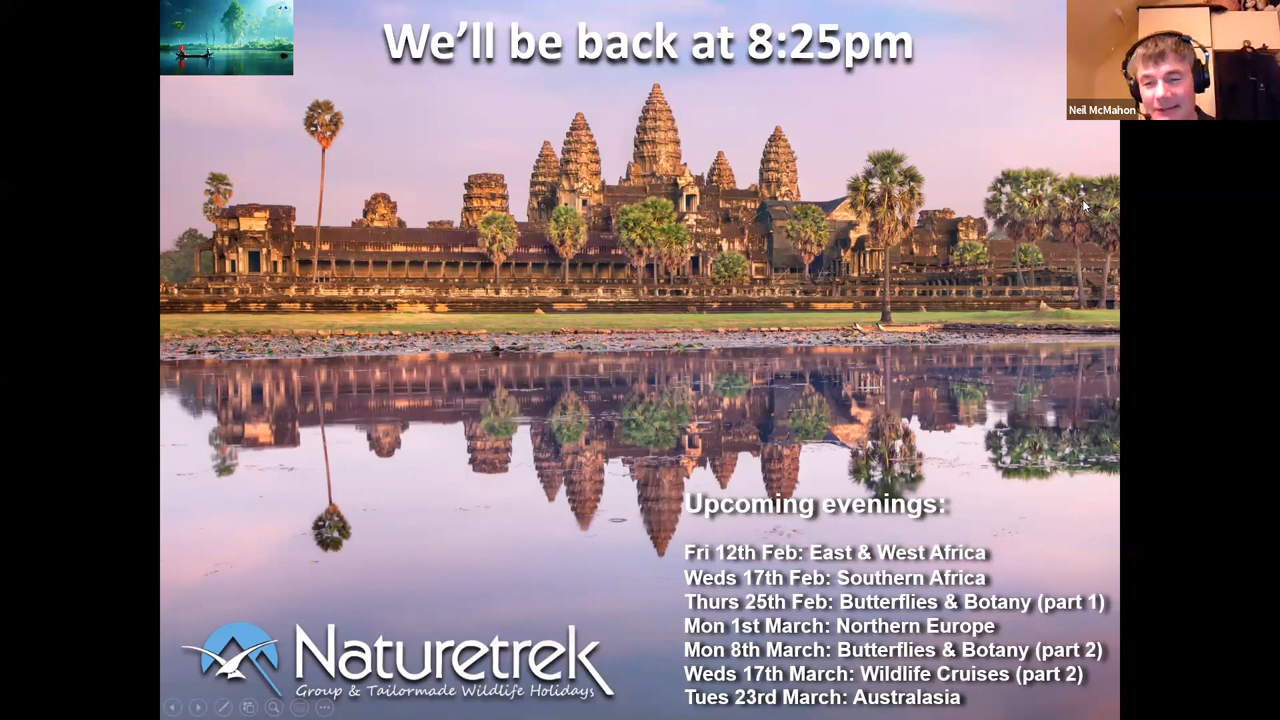 We'll be back at 8:25pm
Neil McMahon
Upcoming evenings:
Fri 12th Feb: East & West Africa
Weds 17th Feb: Southern Africa
Thurs 25th Feb: Butterflies & Botany (part 1)
Mon 1st March: Northern Europe
Mon 8th March: Butterflies & Botany (part 2)
Weds 17th March: Wildlife Cruises (part 2)
Tues 23rd March: Australasia
Naturetrek
Group & Tailormade Wildlife Holidays